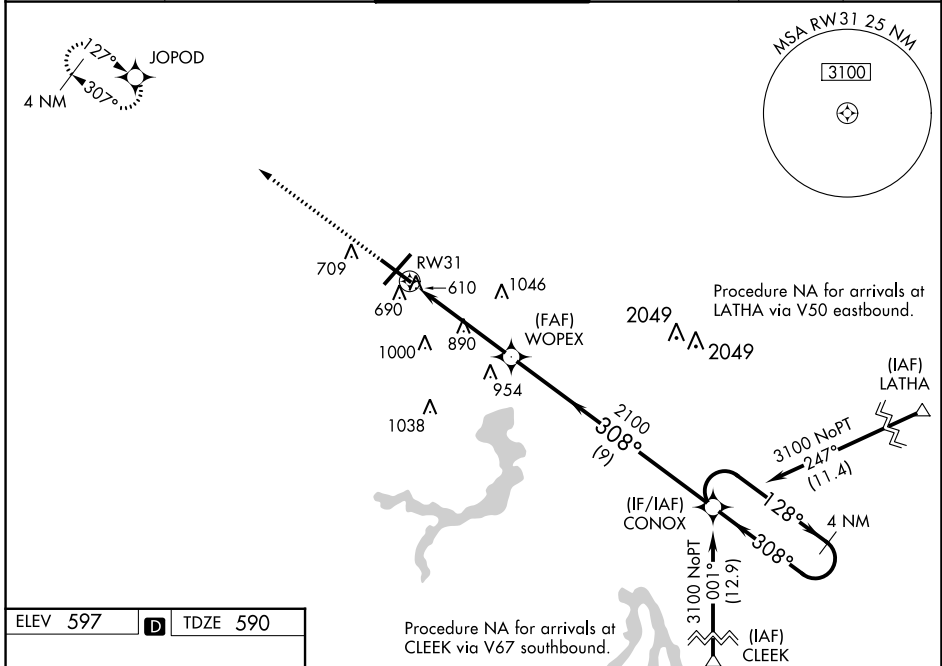 127°
JOPOD
307°
4 NM
MSA RW31 25 NM
3100
709
RW31
610
690
1046
Procedure NA for arrivals at
LATHA via V50 eastbound.
(FAF)
WOPEX
890
1000
954
2049
2049
(IAF)
LATHA
1038
2100
308°
(9)
3100 NoPT
247°
(11.4)
(IF/IAF)
CONOX
128°
4 NM
308°
3100 NoPT
001°
(12.9)
ELEV 597
D
TDZE 590
Procedure NA for arrivals at
CLEEK via V67 southbound.
(IAF)
CLEEK